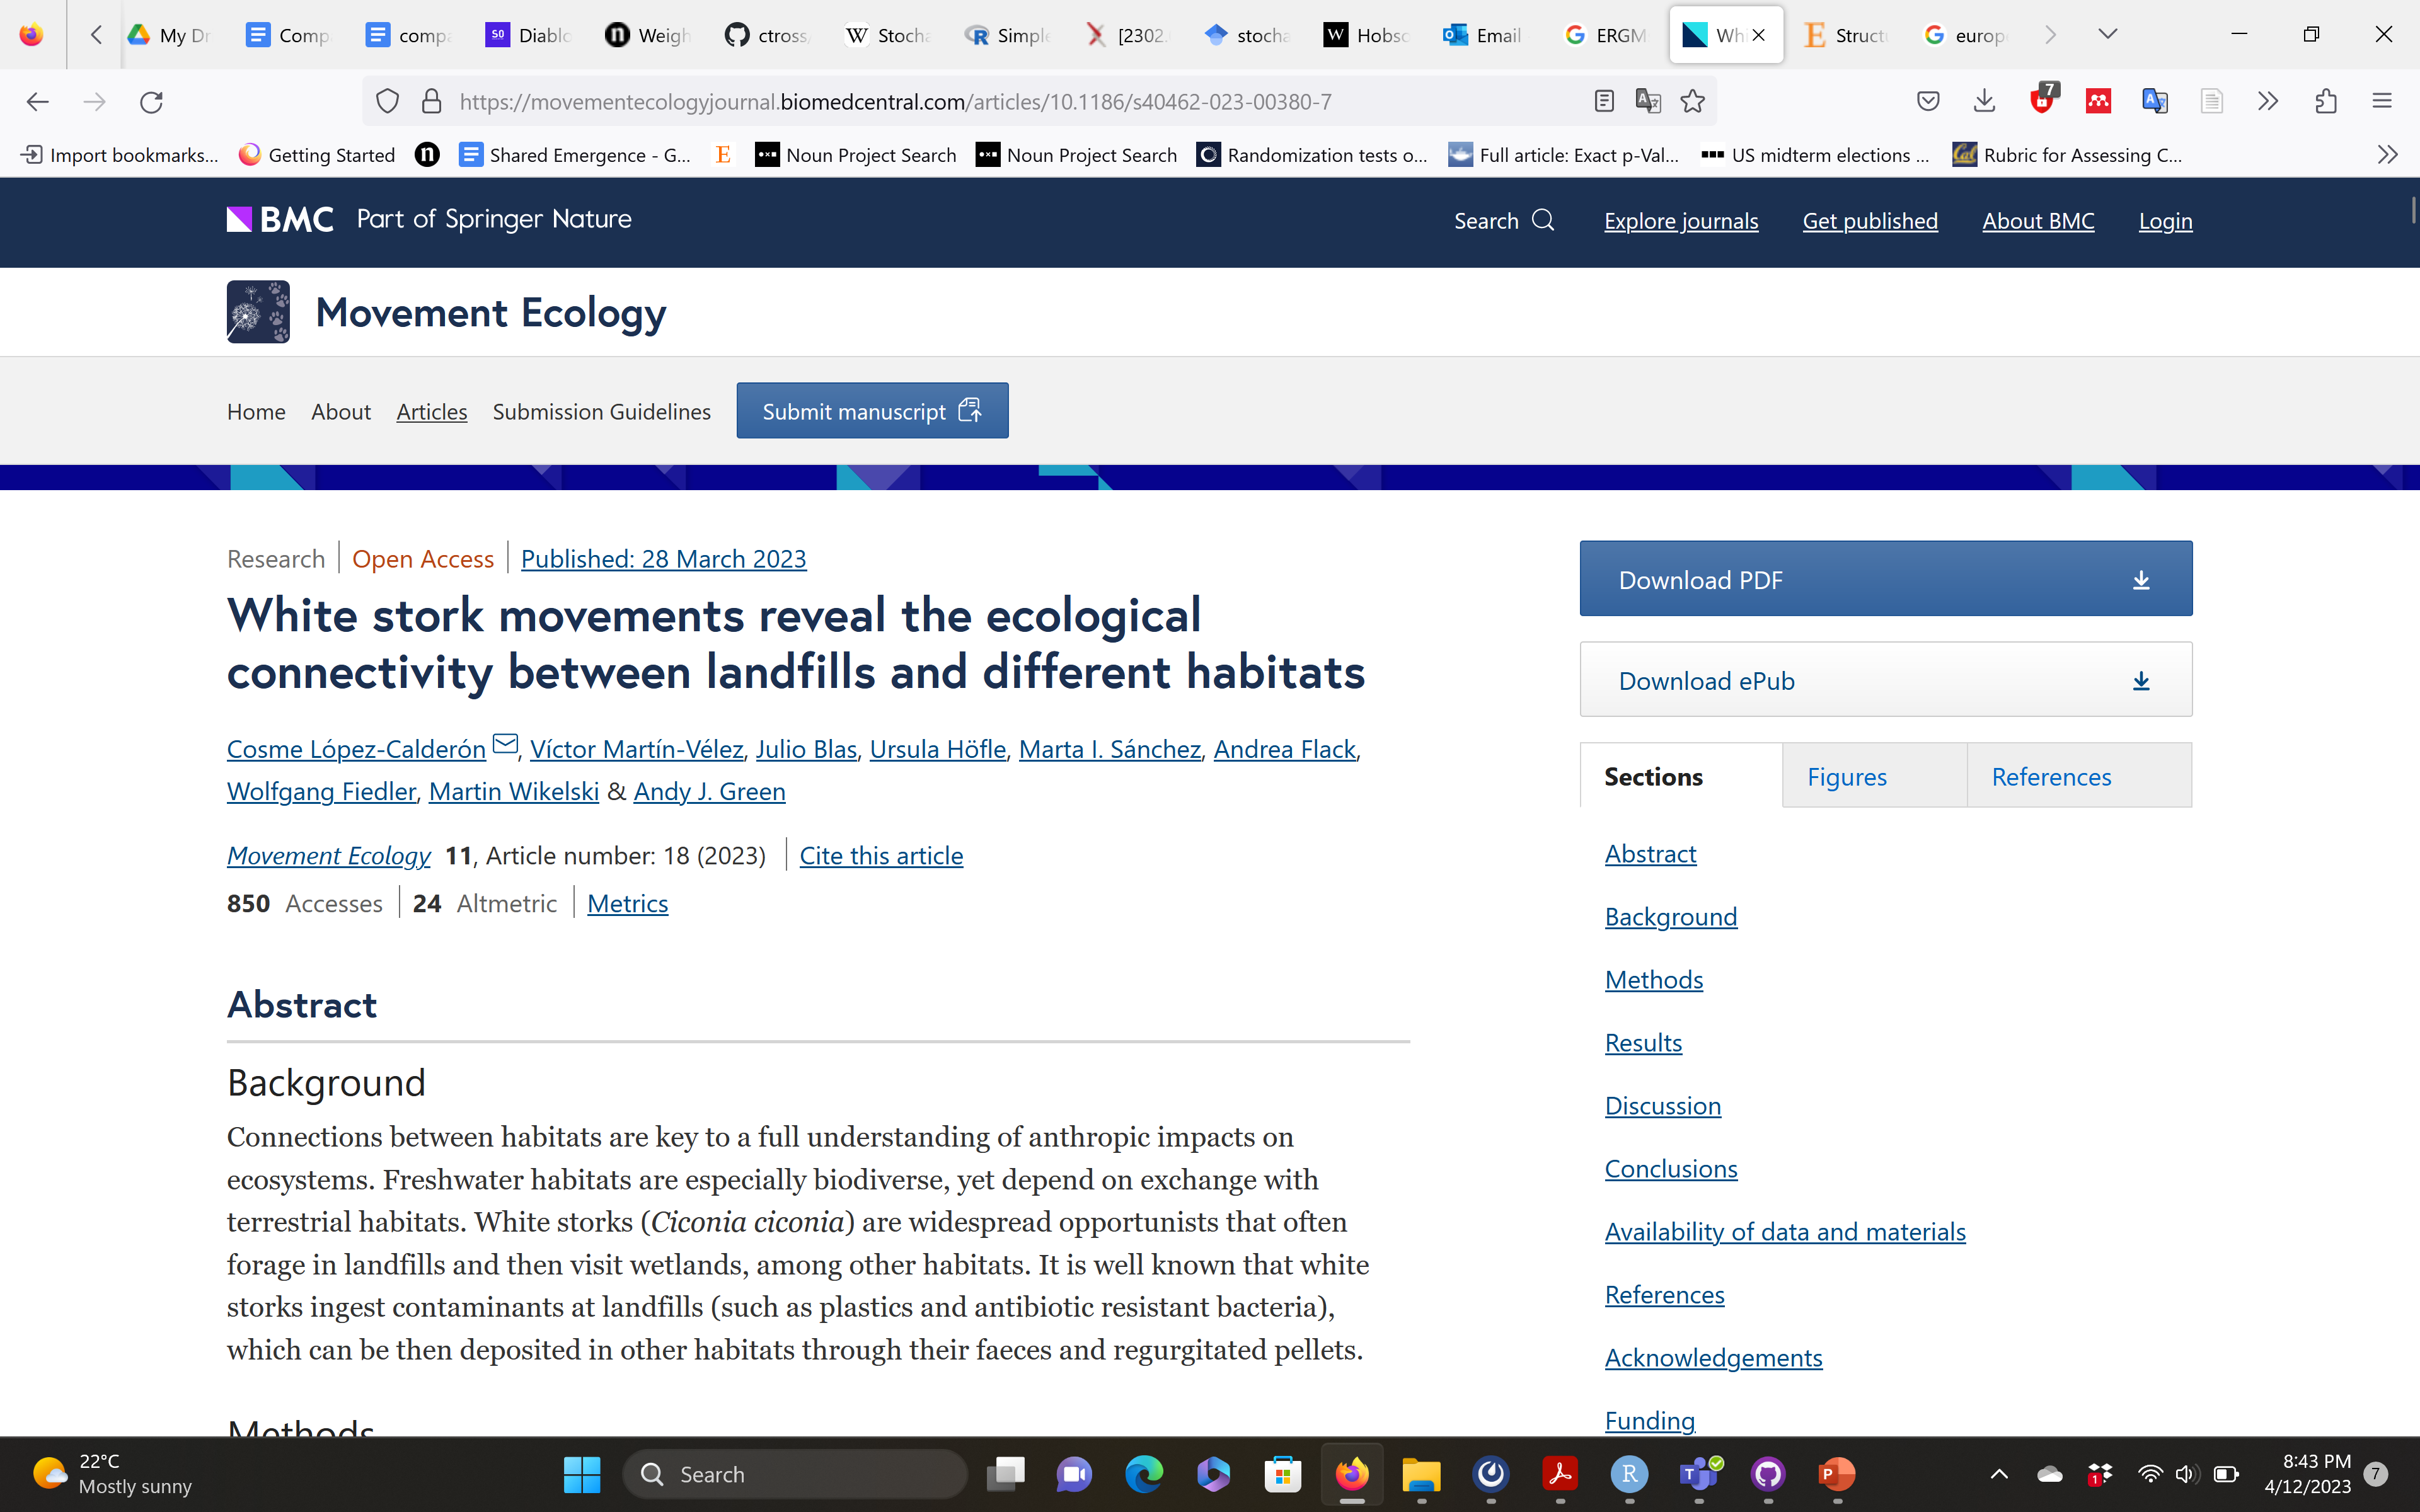 My Dr
Comp
comp
Diablo
Weigh
ctross/
Stoch
Simple
[2302.
stocha
Hobso
Email
ERGM
Whi
Struct
europ
https://movementecologyjournal.biomedcentral.com/articles/10.1186/s40462-023-00380-7
7
Import bookmarks...
Getting Started
Shared Emergence - G...
Noun Project Search
Noun Project Search
Randomization tests o...
Full article: Exact p-Val...
US midterm elections ...
Rubric for Assessing C...
BMC Part of Springer Nature
Search
Explore journals
Get published
About BMC
Login
Movement Ecology
Home
About
Articles
Submission Guidelines
Submit manuscript
Research
Open Access
Published: 28 March 2023
White stork movements reveal the ecological
connectivity between landfills and different habitats
Cosme López-Calderón, Víctor Martín-Vélez, Julio Blas, Ursula Höfle, Marta I. Sánchez, Andrea Flack,
Wolfgang Fiedler, Martin Wikelski & Andy J. Green
Movement Ecology 11, Article number: 18 (2023)
Cite this article
850 Accesses
24 Altmetric
Metrics
Abstract
Background
Connections between habitats are key to a full understanding of anthropic impacts on
ecosystems. Freshwater habitats are especially biodiverse, yet depend on exchange with
terrestrial habitats. White storks (Ciconia ciconia) are widespread opportunists that often
forage in landfills and then visit wetlands, among other habitats. It is well known that white
storks ingest contaminants at landfills (such as plastics and antibiotic resistant bacteria),
which can be then deposited in other habitats through their faeces and regurgitated pellets.
Methods
Download PDF
Download ePub
Sections
Figures
References
Abstract
Background
Methods
Results
Discussion
Conclusions
Availability of data and materials
References
Acknowledgements
Funding
22°C
Mostly sunny
Search
8:43 PM
4/12/2023
7